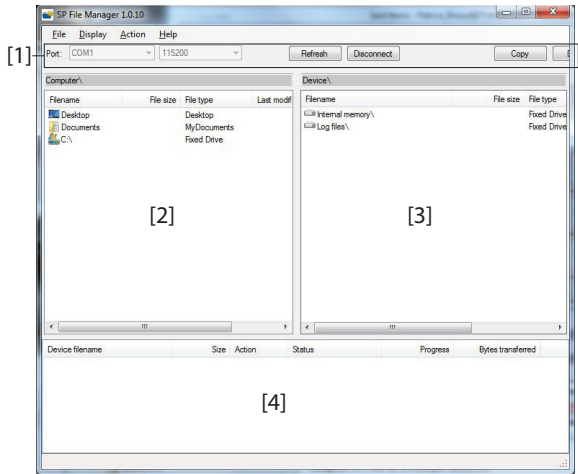 SP File Manager 1.0.10
File Display Action Help
[1]
Port: COM1 115200 Refresh Disconnect Copy
Computer\ Device\
Filename File size File type Last modif Filename File size File type
Desktop Desktop Internal memory\ Fixed Drive
Documents MyDocuments Log files\ Fixed Drive
C:\ Fixed Drive
[2] [3]
Device filename Size Action Status Progress Bytes transferred
[4]